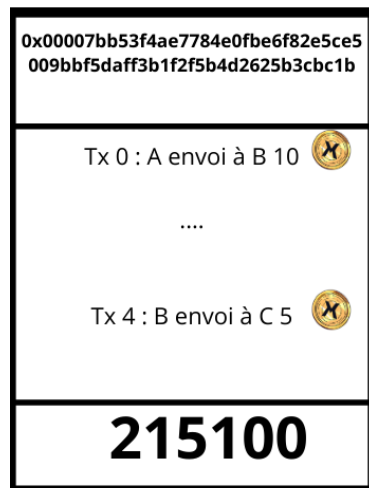 0x00007bb53f4ae7784e0fbe6f82e5ce5
009bbf5daff3b1f2f5b4d2625b3cbc1b
Tx 0 : A envoi à B 10
....
Tx 4 : B envoi à C 5
215100